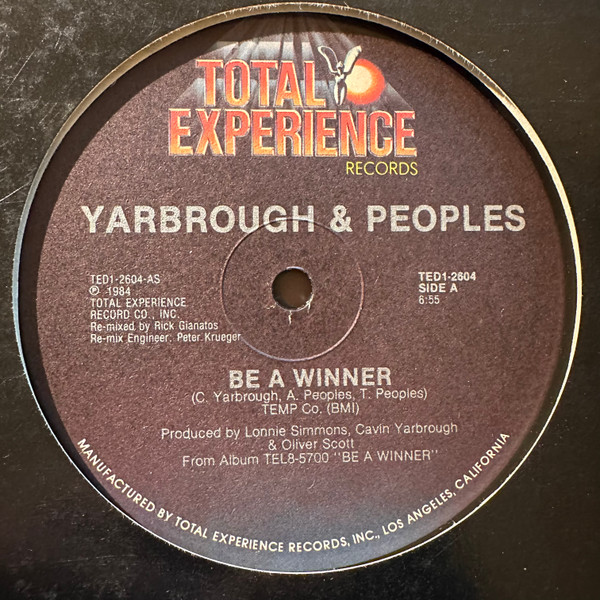 TOTAL
EXPERIENCE
RECORDS
YARBROUGH & PEOPLES
TED1-2604-AS
℗ 1984
TOTAL EXPERIENCE
RECORD CO., INC.
Re-mixed by Rick Gianatos
Re-mix Engineer: Peter Krueger
TED1-2604
SIDE A
6:55
BE A WINNER
(C. Yarbrough, A. Peoples, T. Peoples)
TEMP Co. (BMI)
Produced by Lonnie Simmons, Cavin Yarbrough
& Oliver Scott
From Album TEL8-5700 "BE A WINNER"
MANUFACTURED BY TOTAL EXPERIENCE RECORDS, INC., LOS ANGELES, CALIFORNIA